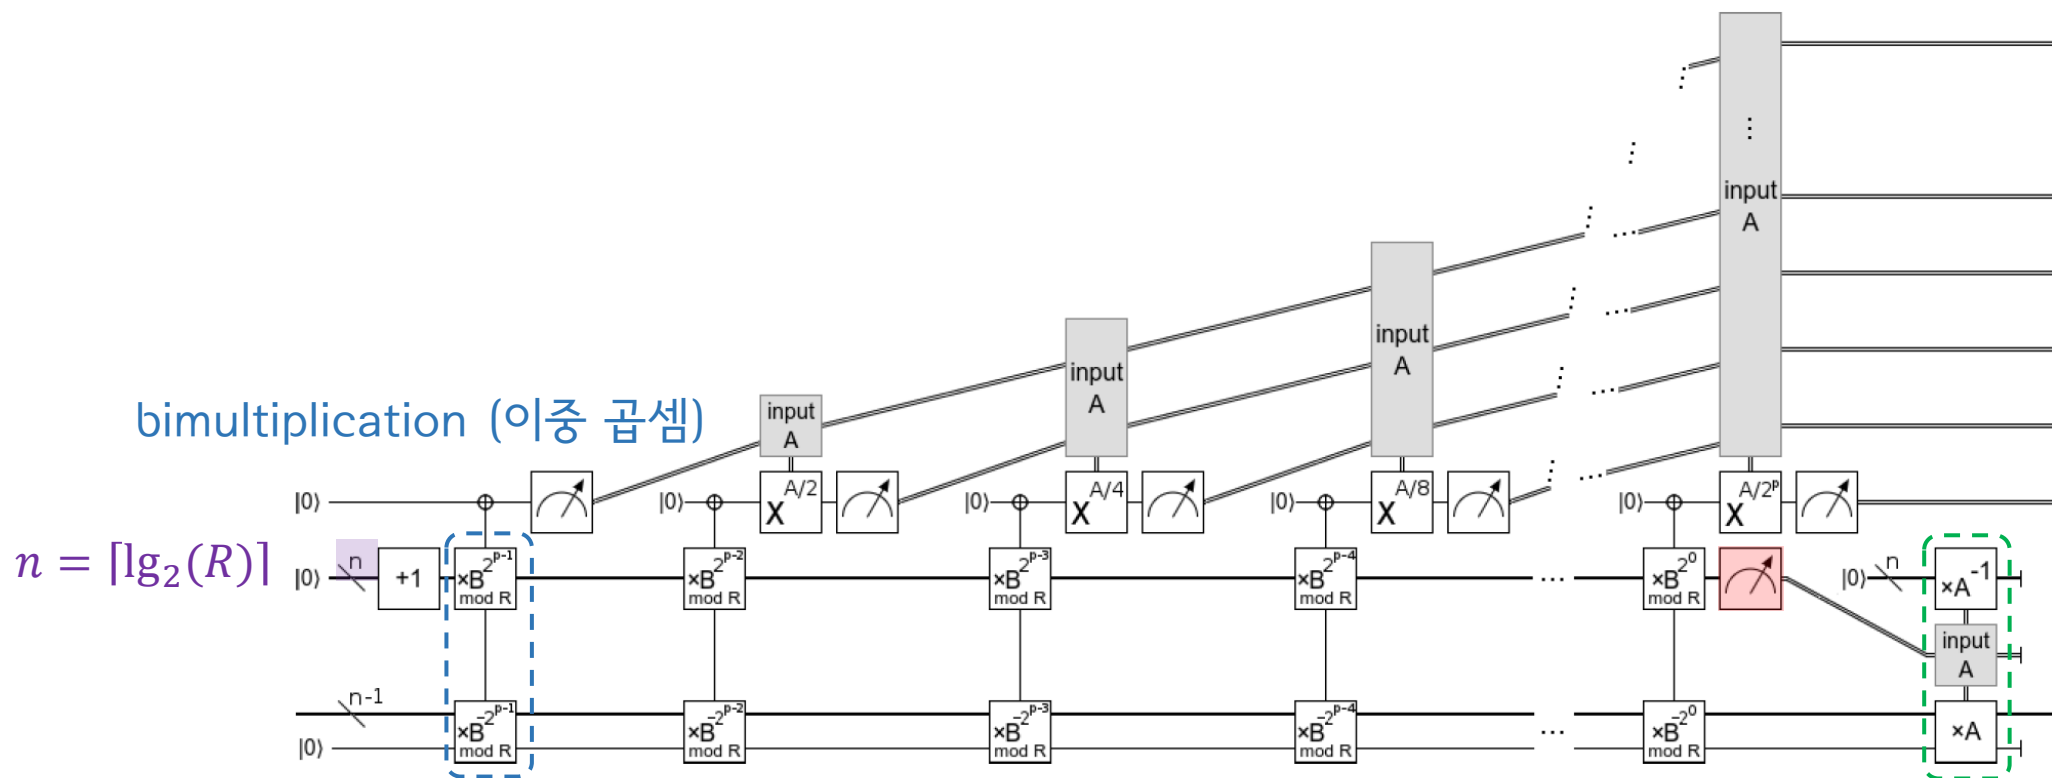 input
A
bimultiplication (이중 곱셈)
input
A
input
A
input
A
|0⟩
|0⟩
X^A/2
|0⟩
X^A/4
|0⟩
X^A/8
|0⟩
X^A/2^p
n = ⌈lg₂(R)⌉
|0⟩
n
+1
×B^2^p-1
mod R
×B^2^p-2
mod R
×B^2^p-3
mod R
×B^2^p-4
mod R
...
×B^2^0
mod R
|0⟩
n
×A^-1
input
A
n-1
|0⟩
×B^-2^p-1
mod R
×B^-2^p-2
mod R
×B^-2^p-3
mod R
×B^-2^p-4
mod R
...
×B^-2^0
mod R
×A